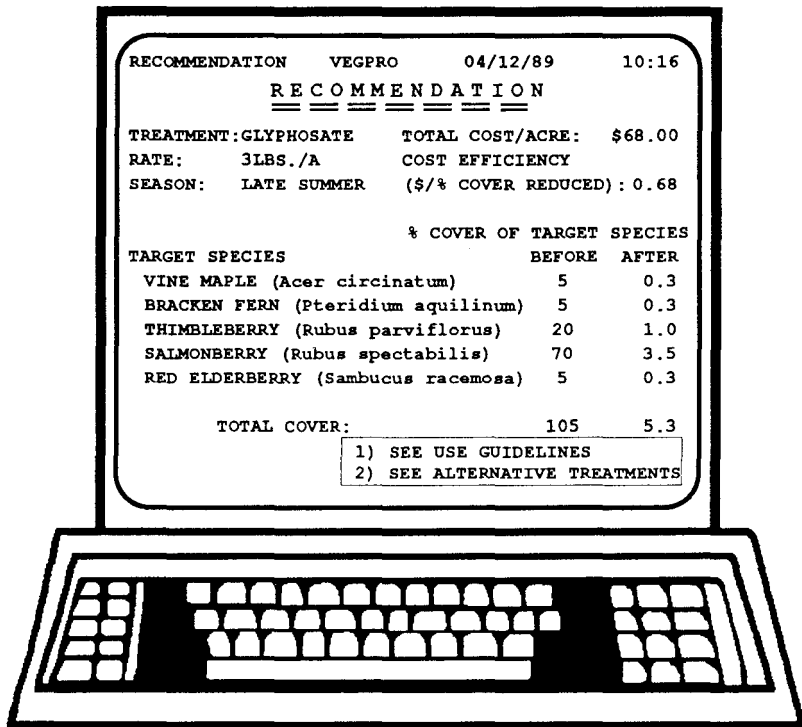 RECOMMENDATION VEGPRO 04/12/89 10:16
RECOMMENDATION
TREATMENT:GLYPHOSATE TOTAL COST/ACRE: $68.00
RATE: 3LBS./A COST EFFICIENCY
SEASON: LATE SUMMER ($/% COVER REDUCED): 0.68
% COVER OF TARGET SPECIES
TARGET SPECIES BEFORE AFTER
VINE MAPLE (Acer circinatum) 5 0.3
BRACKEN FERN (Pteridium aquilinum) 5 0.3
THIMBLEBERRY (Rubus parviflorus) 20 1.0
SALMONBERRY (Rubus spectabilis) 70 3.5
RED ELDERBERRY (Sambucus racemosa) 5 0.3
TOTAL COVER: 105 5.3
1) SEE USE GUIDELINES
2) SEE ALTERNATIVE TREATMENTS